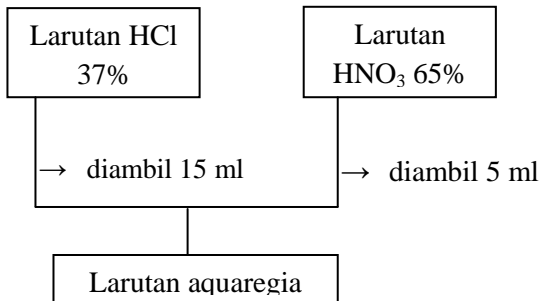 Larutan HCl
37%
Larutan
HNO₃ 65%
→ diambil 15 ml
→ diambil 5 ml
Larutan aquaregia